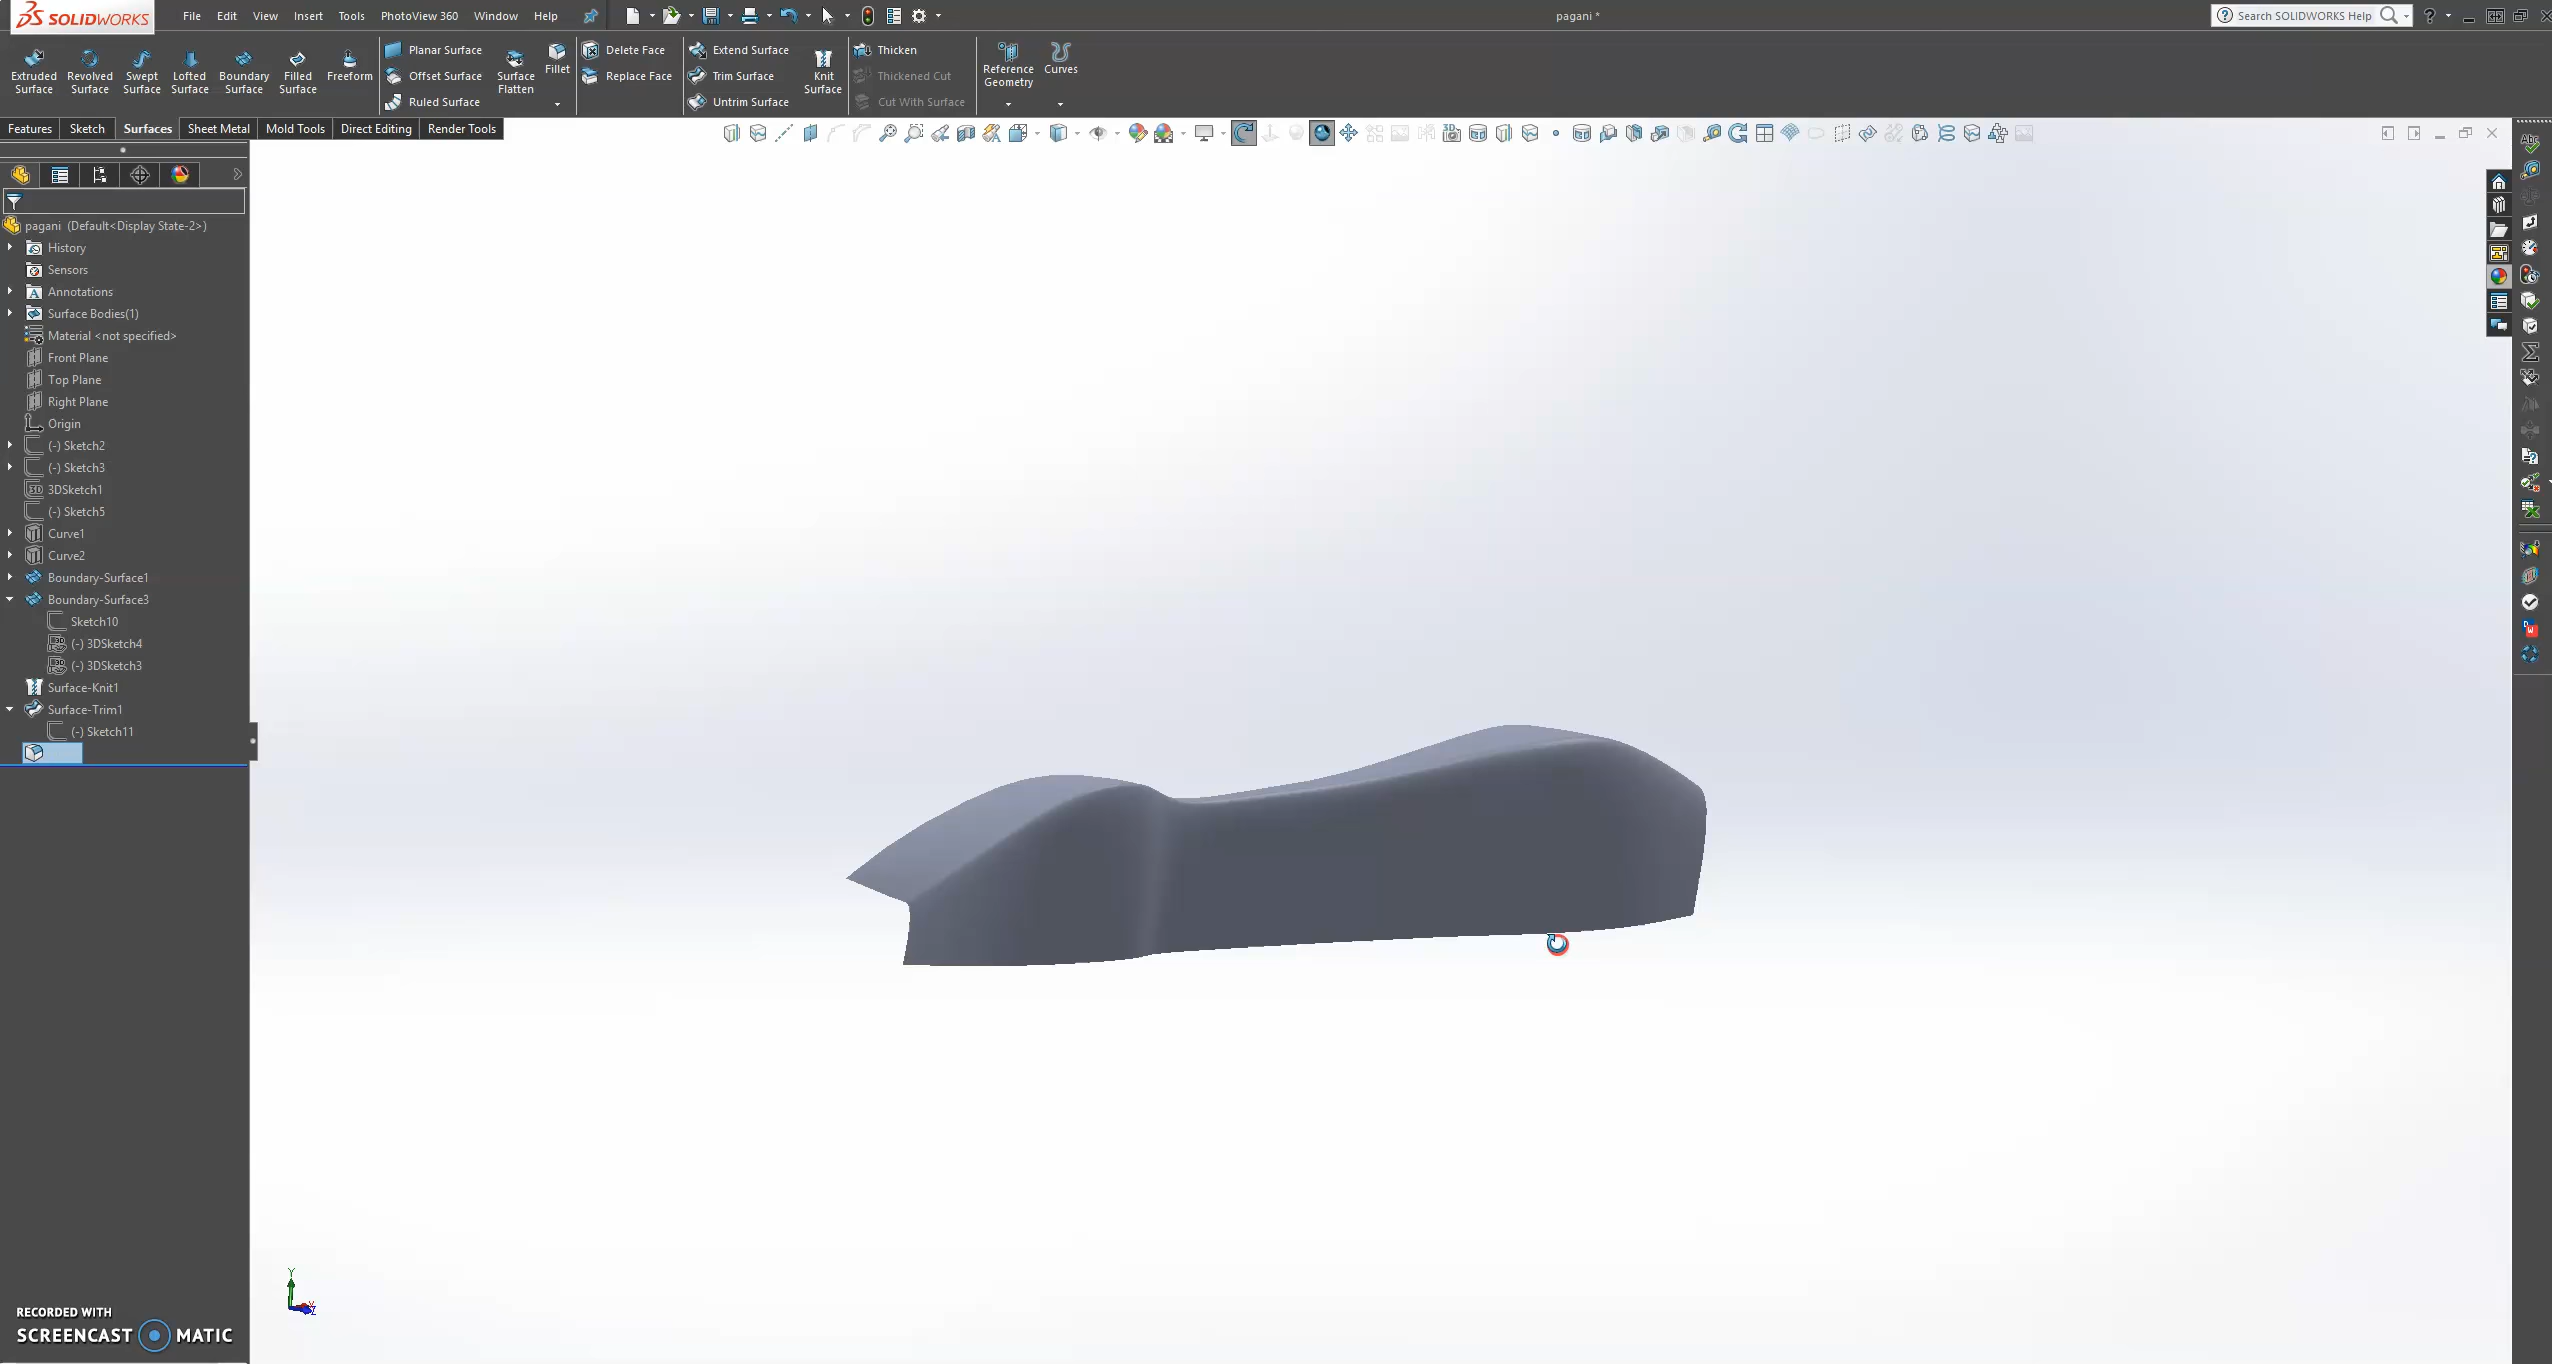 SOLIDWORKS
File Edit View Insert Tools PhotoView 360 Window Help
pagani *
Search SOLIDWORKS Help
Extruded Surface
Revolved Surface
Swept Surface
Lofted Surface
Boundary Surface
Filled Surface
Freeform
Planar Surface
Offset Surface
Ruled Surface
Surface Flatten
Fillet
Delete Face
Replace Face
Extend Surface
Trim Surface
Untrim Surface
Knit Surface
Thicken
Thickened Cut
Cut With Surface
Reference Geometry
Curves
Features Sketch Surfaces Sheet Metal Mold Tools Direct Editing Render Tools
pagani (Default<Display State-2>)
History
Sensors
Annotations
Surface Bodies(1)
Material <not specified>
Front Plane
Top Plane
Right Plane
Origin
(-) Sketch2
(-) Sketch3
3DSketch1
(-) Sketch5
Curve1
Curve2
Boundary-Surface1
Boundary-Surface3
Sketch10
(-) 3DSketch4
(-) 3DSketch3
Surface-Knit1
Surface-Trim1
(-) Sketch11
Y
RECORDED WITH
SCREENCAST MATIC